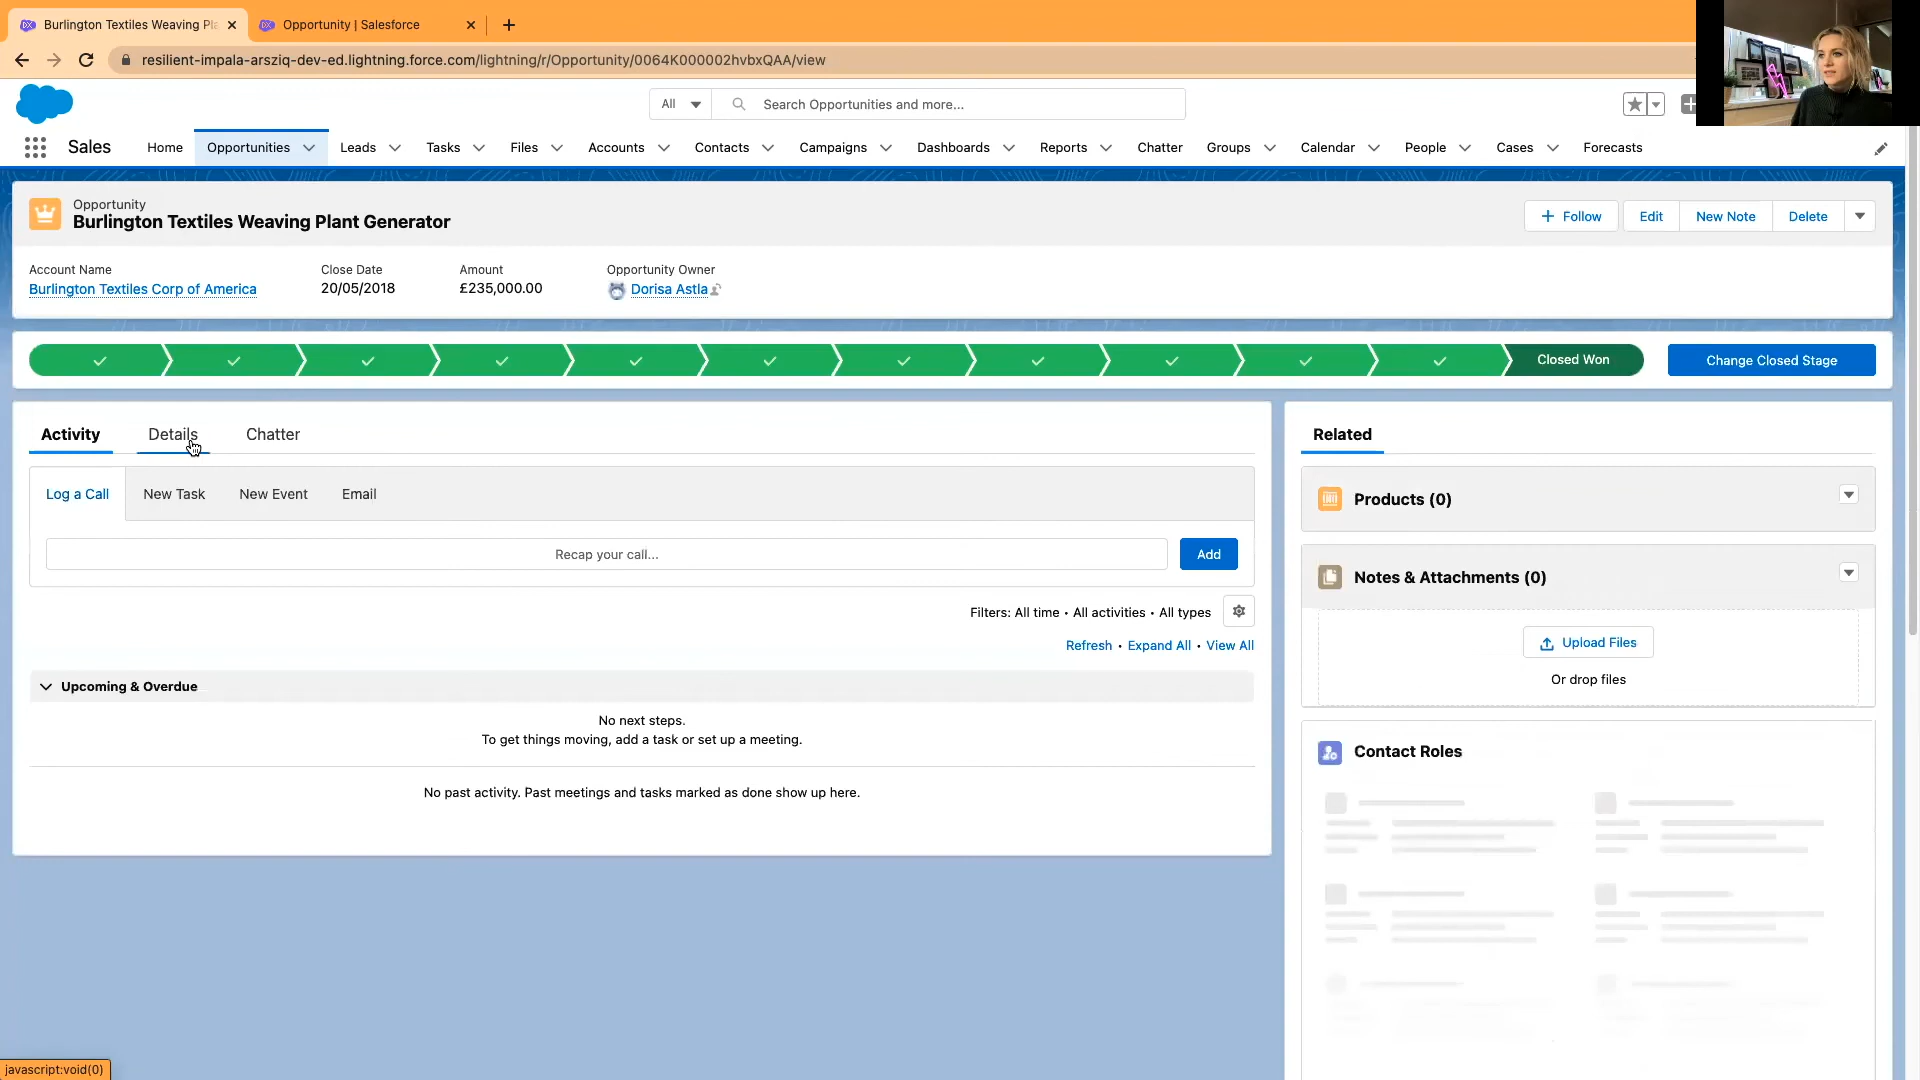 Burlington Textiles Weaving Pla
Opportunity | Salesforce
resilient-impala-arsziq-dev-ed.lightning.force.com/lightning/r/Opportunity/0064K000002hvbxQAA/view
All
Search Opportunities and more...
Sales
Home
Opportunities
Leads
Tasks
Files
Accounts
Contacts
Campaigns
Dashboards
Reports
Chatter
Groups
Calendar
People
Cases
Forecasts
Opportunity
Burlington Textiles Weaving Plant Generator
Follow
Edit
New Note
Delete
Account Name
Burlington Textiles Corp of America
Close Date
20/05/2018
Amount
£235,000.00
Opportunity Owner
Dorisa Astla
Closed Won
Change Closed Stage
Activity
Details
Chatter
Log a Call
New Task
New Event
Email
Recap your call...
Add
Filters: All time • All activities • All types
Refresh • Expand All • View All
Upcoming & Overdue
No next steps.
To get things moving, add a task or set up a meeting.
No past activity. Past meetings and tasks marked as done show up here.
Related
Products (0)
Notes & Attachments (0)
Upload Files
Or drop files
Contact Roles
javascript:void(0)